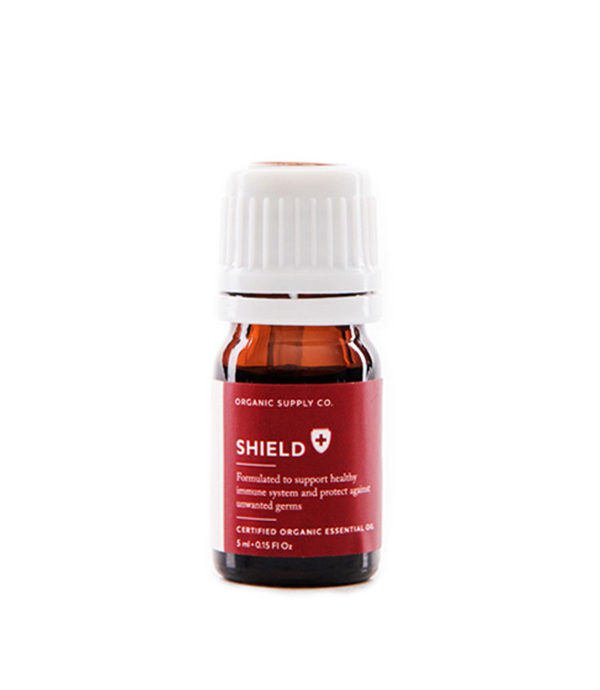 ORGANIC SUPPLY CO.
SHIELD
Formulated to support healthy
immune system and protect against
unwanted germs
CERTIFIED ORGANIC ESSENTIAL OIL
5 ml • 0.15 Fl Oz